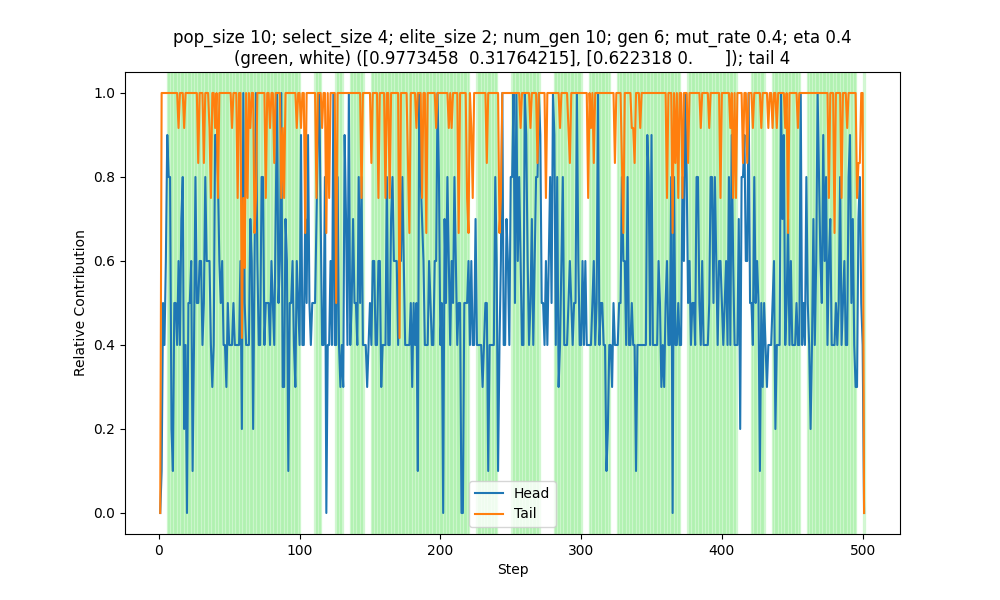 pop_size 10; select_size 4; elite_size 2; num_gen 10; gen 6; mut_rate 0.4; eta 0.4
(green, white) ([0.9773458  0.31764215], [0.622318 0.      ]); tail 4
1.0
0.8
0.6
0.4
0.2
0.0
Relative Contribution
Head
Tail
0 100 200 300 400 500
Step